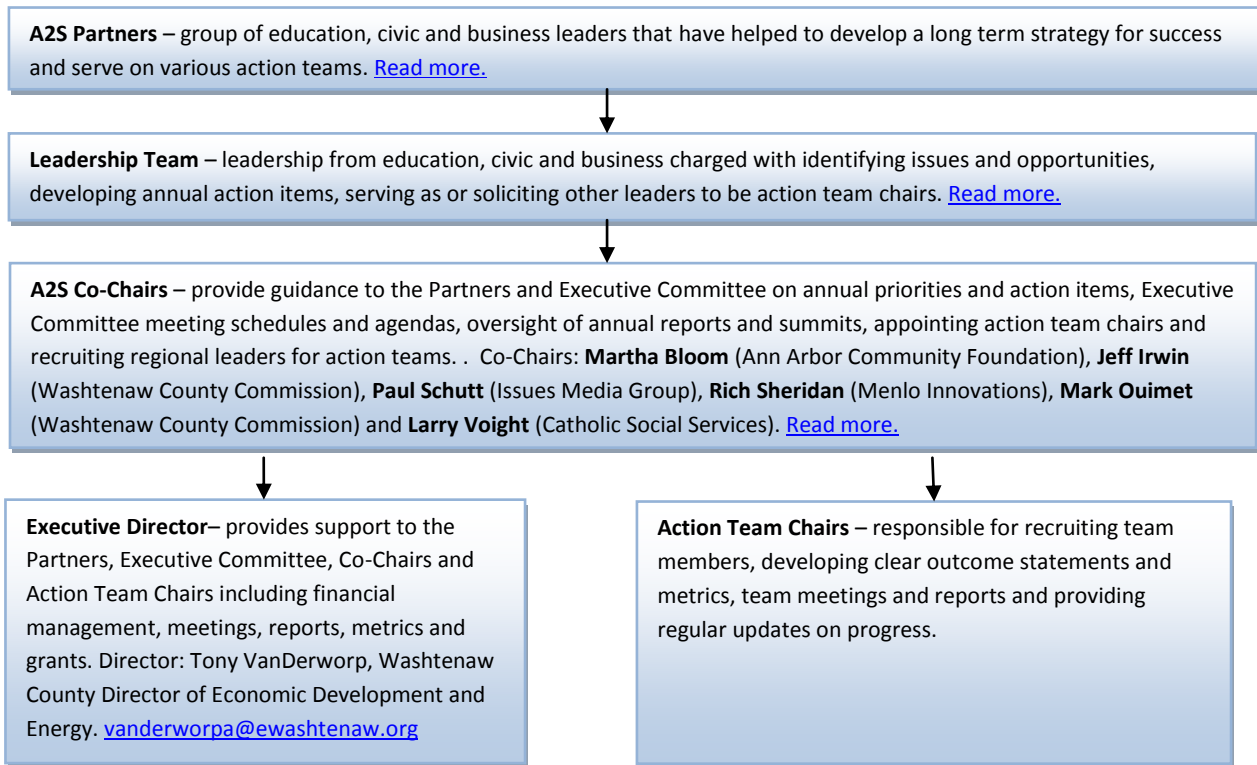 A2S Partners – group of education, civic and business leaders that have helped to develop a long term strategy for success
and serve on various action teams. Read more.
Leadership Team – leadership from education, civic and business charged with identifying issues and opportunities,
developing annual action items, serving as or soliciting other leaders to be action team chairs. Read more.
A2S Co-Chairs – provide guidance to the Partners and Executive Committee on annual priorities and action items, Executive
Committee meeting schedules and agendas, oversight of annual reports and summits, appointing action team chairs and
recruiting regional leaders for action teams. . Co-Chairs: Martha Bloom (Ann Arbor Community Foundation), Jeff Irwin
(Washtenaw County Commission), Paul Schutt (Issues Media Group), Rich Sheridan (Menlo Innovations), Mark Ouimet
(Washtenaw County Commission) and Larry Voight (Catholic Social Services). Read more.
Executive Director– provides support to the
Partners, Executive Committee, Co-Chairs and
Action Team Chairs including financial
management, meetings, reports, metrics and
grants. Director: Tony VanDerworp, Washtenaw
County Director of Economic Development and
Energy. vanderworpa@ewashtenaw.org
Action Team Chairs – responsible for recruiting team
members, developing clear outcome statements and
metrics, team meetings and reports and providing
regular updates on progress.